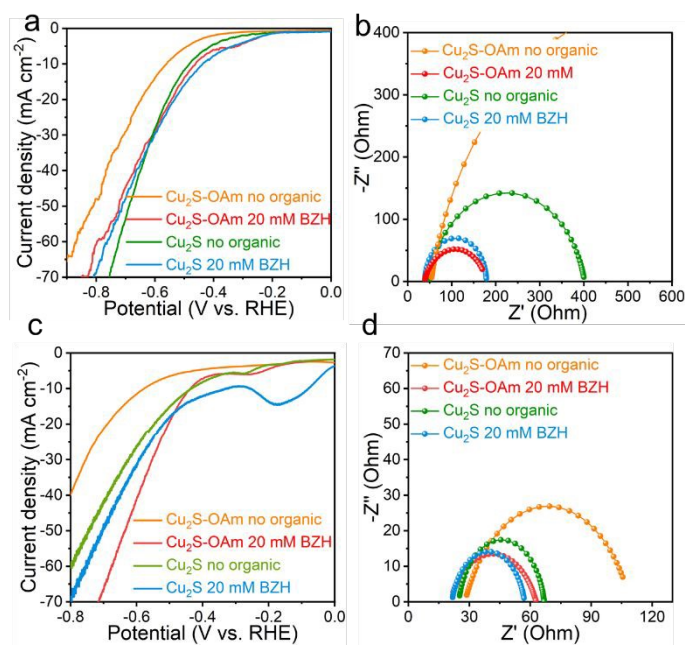 a
Current density (mA cm⁻²)
0
-10
-20
-30
-40
-50
-60
-70
-0.8
-0.6
-0.4
-0.2
0.0
Potential (V vs. RHE)
Cu₂S-OAm no organic
Cu₂S-OAm 20 mM BZH
Cu₂S no organic
Cu₂S 20 mM BZH
b
-Z" (Ohm)
400
300
200
100
0
0
100
200
300
400
500
600
Z' (Ohm)
Cu₂S-OAm no organic
Cu₂S-OAm 20 mM
Cu₂S no organic
Cu₂S 20 mM BZH
c
Current density (mA cm⁻²)
0
-10
-20
-30
-40
-50
-60
-70
-0.8
-0.6
-0.4
-0.2
0.0
Potential (V vs. RHE)
Cu₂S-OAm no organic
Cu₂S-OAm 20 mM BZH
Cu₂S no organic
Cu₂S 20 mM BZH
d
-Z" (Ohm)
70
60
50
40
30
20
10
0
0
30
60
90
120
Z' (Ohm)
Cu₂S-OAm no organic
Cu₂S-OAm 20 mM BZH
Cu₂S no organic
Cu₂S 20 mM BZH